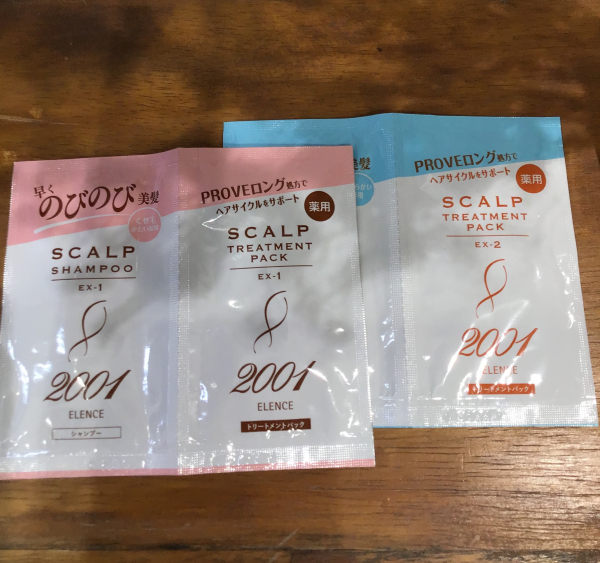 早く
のびのび美髪
くせ毛
SCALP
SHAMPOO
EX-1
2001
ELENCE
シャンプー
PROVEロング処方で
ヘアサイクルをサポート
薬用
SCALP
TREATMENT
PACK
EX-1
2001
ELENCE
トリートメントパック
美髪
PROVEロング処方で
ヘアサイクルをサポート
薬用
SCALP
TREATMENT
PACK
EX-2
2001
ELENCE
トリートメントパック